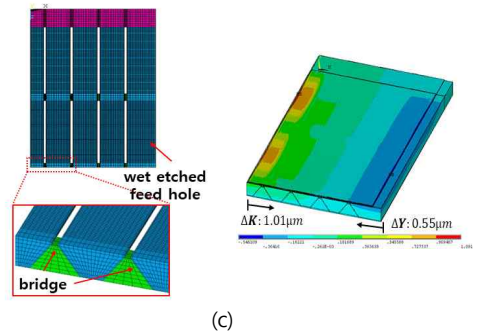 wet etched
feed hole
bridge
ΔK: 1.01μm
ΔY: 0.55μm
(C)